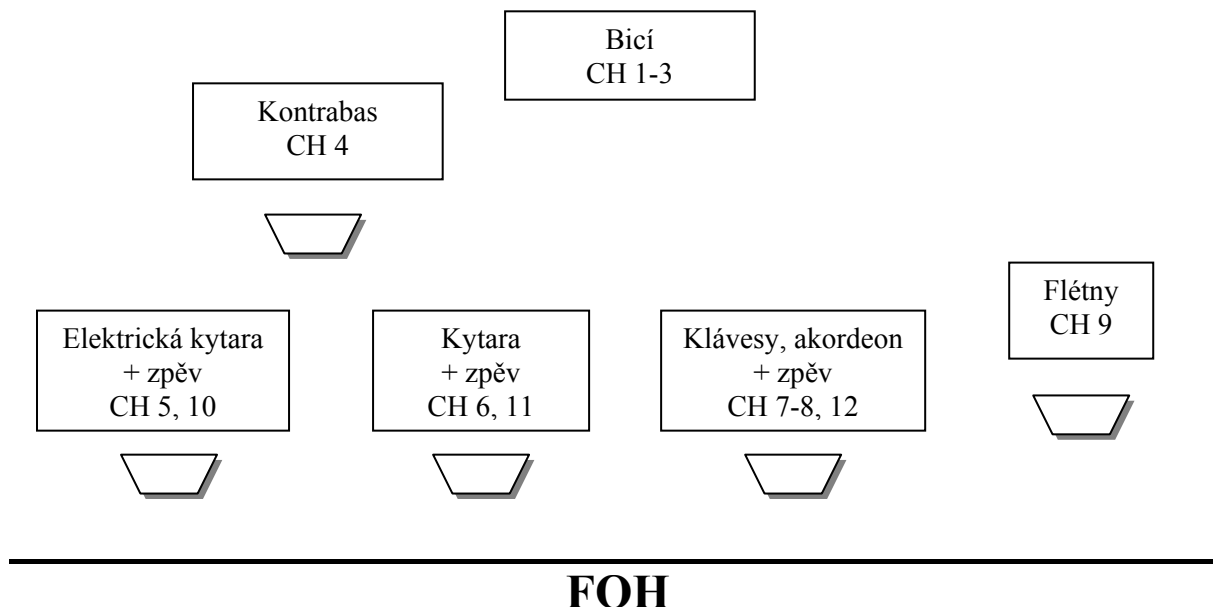 Bicí
CH 1-3
Kontrabas
CH 4
Flétny
CH 9
Elektrická kytara
+ zpěv
CH 5, 10
Kytara
+ zpěv
CH 6, 11
Klávesy, akordeon
+ zpěv
CH 7-8, 12
FOH